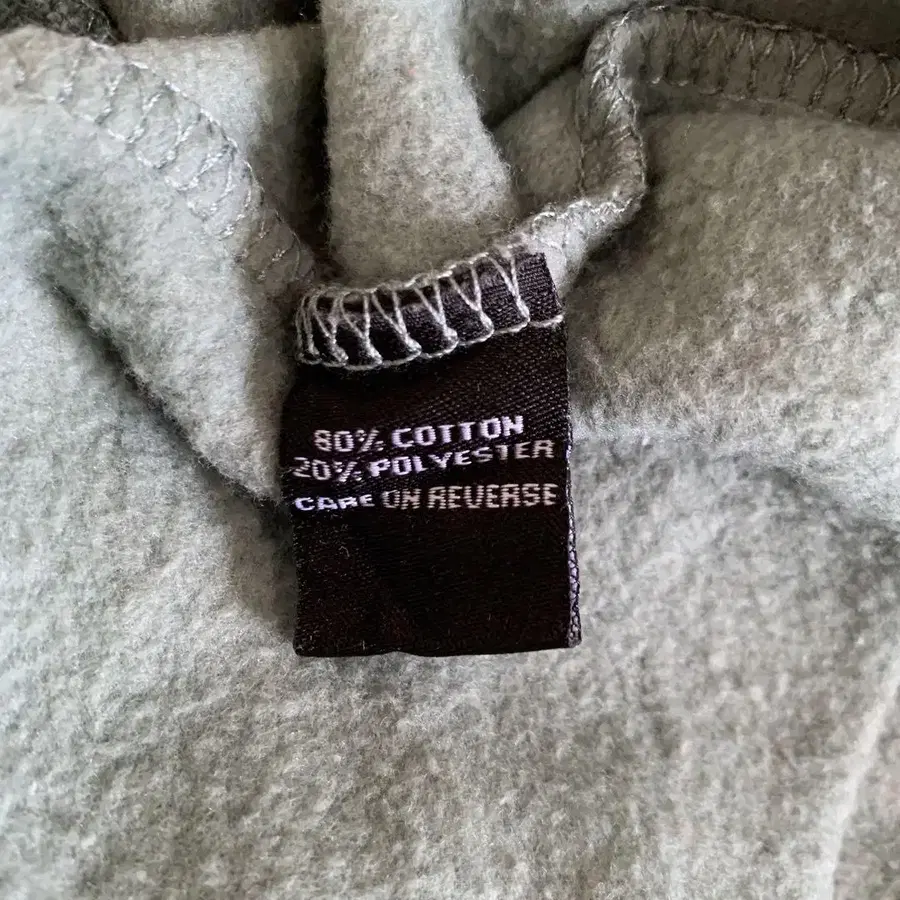 80% COTTON
20% POLYESTER
CARE ON REVERSE